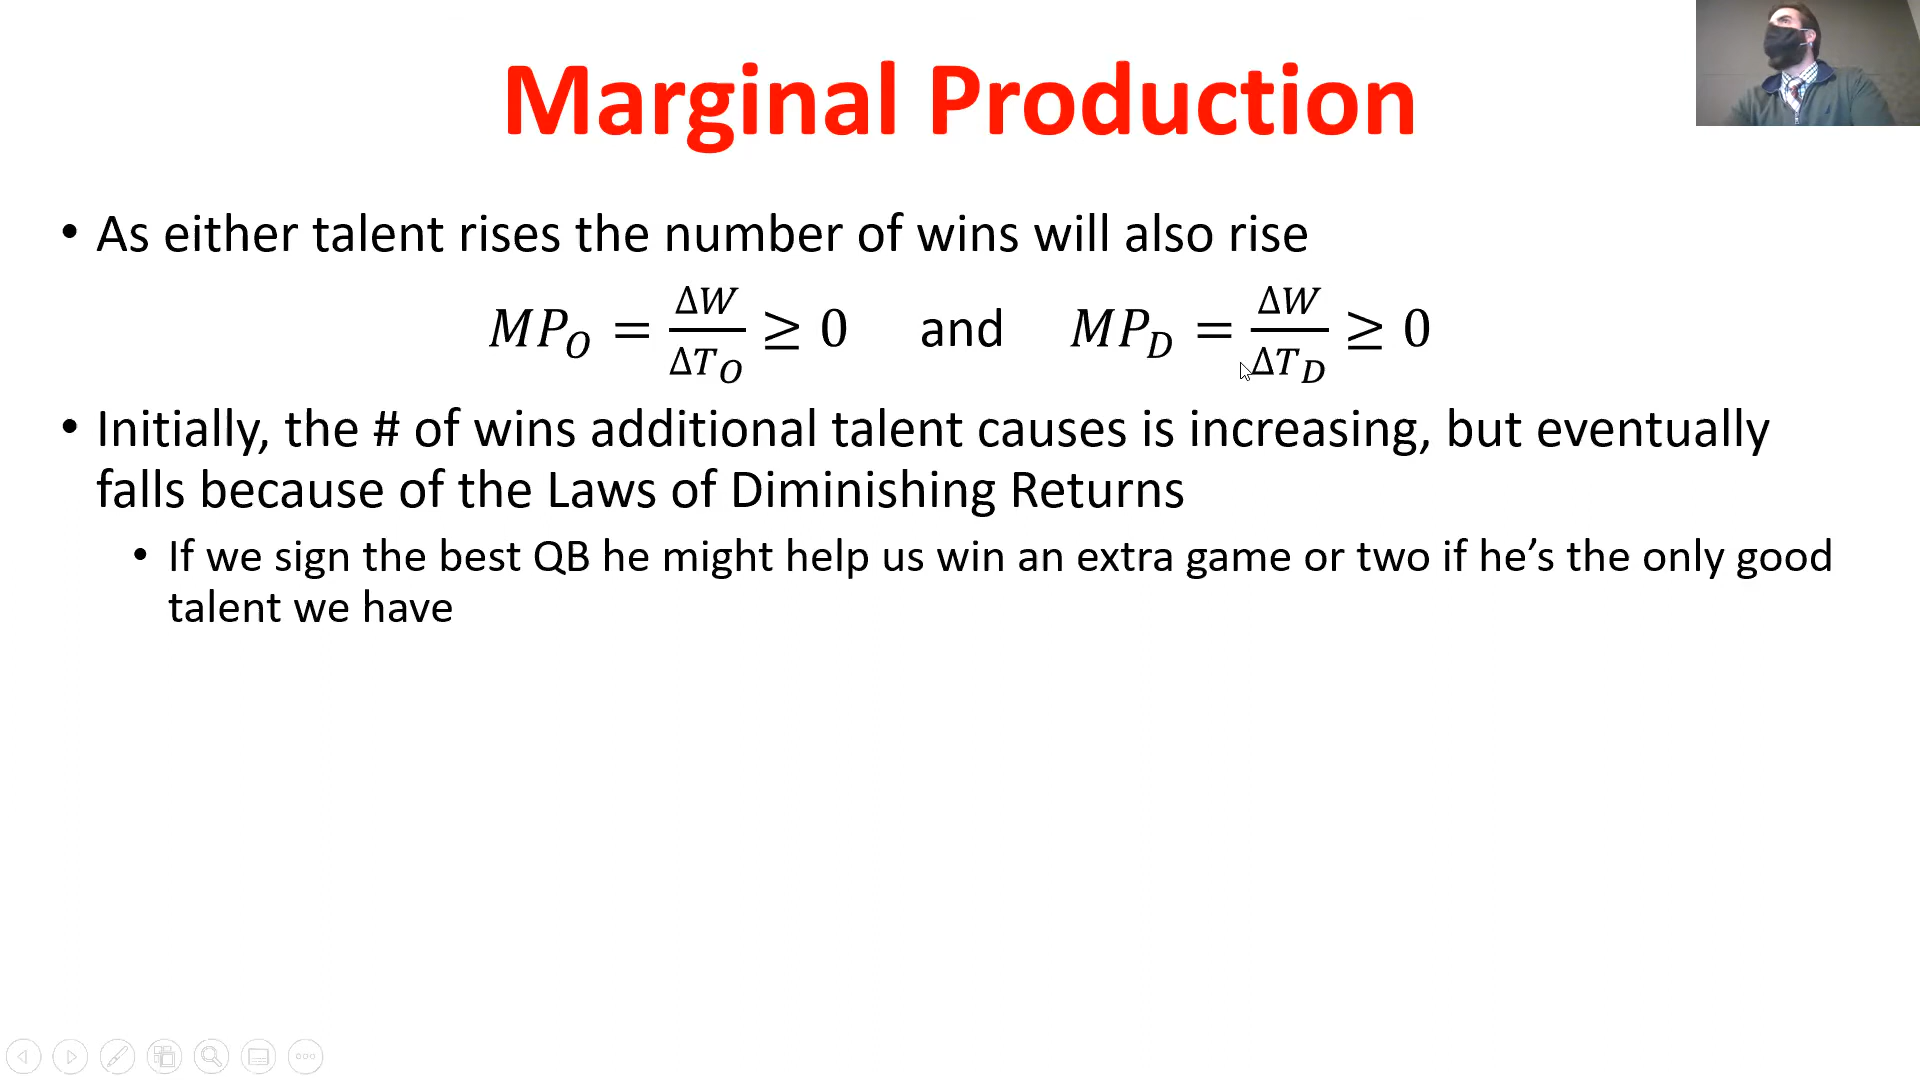 Marginal Production
• As either talent rises the number of wins will also rise
MP_O = ΔW/ΔT_O ≥ 0 and MP_D = ΔW/ΔT_D ≥ 0
• Initially, the # of wins additional talent causes is increasing, but eventually
falls because of the Laws of Diminishing Returns
• If we sign the best QB he might help us win an extra game or two if he’s the only good
talent we have